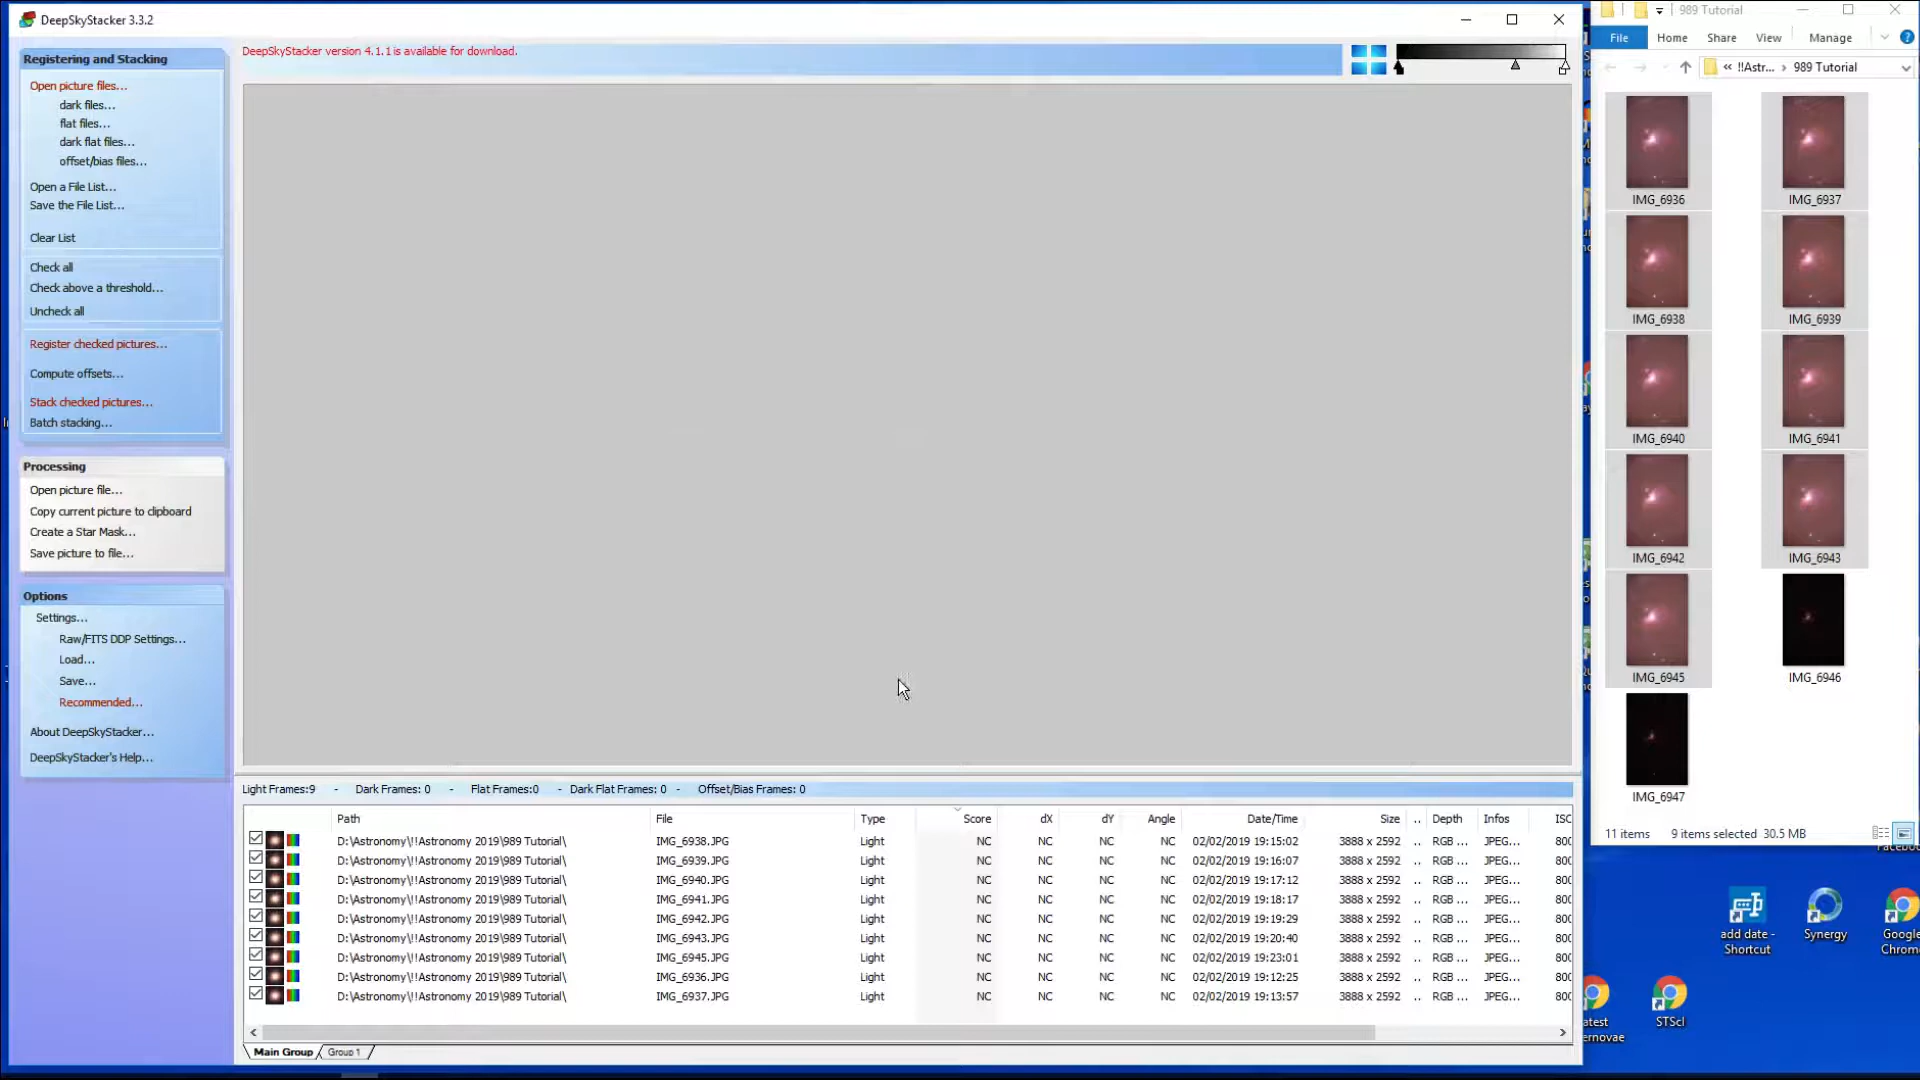 DeepSkyStacker 3.3.2
Registering and Stacking
Open picture files...
dark files...
flat files...
dark flat files...
offset/bias files...
Open a File List...
Save the File List...
Clear List
Check all
Check above a threshold...
Uncheck all
Register checked pictures...
Compute offsets...
Stack checked pictures...
Batch stacking...
Processing
Open picture file...
Copy current picture to clipboard
Create a Star Mask...
Save picture to file...
Options
Settings...
Raw/FITS DDP Settings...
Load...
Save...
Recommended...
About DeepSkyStacker...
DeepSkyStacker's Help...
DeepSkyStacker version 4.1.1 is available for download.
Light Frames:9 - Dark Frames: 0 - Flat Frames:0 - Dark Flat Frames: 0 - Offset/Bias Frames: 0
Path File Type Score dX dY Angle Date/Time Size .. Depth Infos ISO
D:\Astronomy\!!Astronomy 2019\989 Tutorial\ IMG_6938.JPG Light NC NC NC NC 02/02/2019 19:15:02 3888 x 2592 .. RGB ... JPEG... 800
D:\Astronomy\!!Astronomy 2019\989 Tutorial\ IMG_6939.JPG Light NC NC NC NC 02/02/2019 19:16:07 3888 x 2592 .. RGB ... JPEG... 800
D:\Astronomy\!!Astronomy 2019\989 Tutorial\ IMG_6940.JPG Light NC NC NC NC 02/02/2019 19:17:12 3888 x 2592 .. RGB ... JPEG... 800
D:\Astronomy\!!Astronomy 2019\989 Tutorial\ IMG_6941.JPG Light NC NC NC NC 02/02/2019 19:18:17 3888 x 2592 .. RGB ... JPEG... 800
D:\Astronomy\!!Astronomy 2019\989 Tutorial\ IMG_6942.JPG Light NC NC NC NC 02/02/2019 19:19:29 3888 x 2592 .. RGB ... JPEG... 800
D:\Astronomy\!!Astronomy 2019\989 Tutorial\ IMG_6943.JPG Light NC NC NC NC 02/02/2019 19:20:40 3888 x 2592 .. RGB ... JPEG... 800
D:\Astronomy\!!Astronomy 2019\989 Tutorial\ IMG_6945.JPG Light NC NC NC NC 02/02/2019 19:23:01 3888 x 2592 .. RGB ... JPEG... 800
D:\Astronomy\!!Astronomy 2019\989 Tutorial\ IMG_6936.JPG Light NC NC NC NC 02/02/2019 19:12:25 3888 x 2592 .. RGB ... JPEG... 800
D:\Astronomy\!!Astronomy 2019\989 Tutorial\ IMG_6937.JPG Light NC NC NC NC 02/02/2019 19:13:57 3888 x 2592 .. RGB ... JPEG... 800
Main Group Group 1
989 Tutorial
File Home Share View Manage
« !!Astr... › 989 Tutorial
IMG_6936 IMG_6937
IMG_6938 IMG_6939
IMG_6940 IMG_6941
IMG_6942 IMG_6943
IMG_6945 IMG_6946
IMG_6947
11 items 9 items selected 30.5 MB
add date - Shortcut
Synergy
Google Chrome
STScI